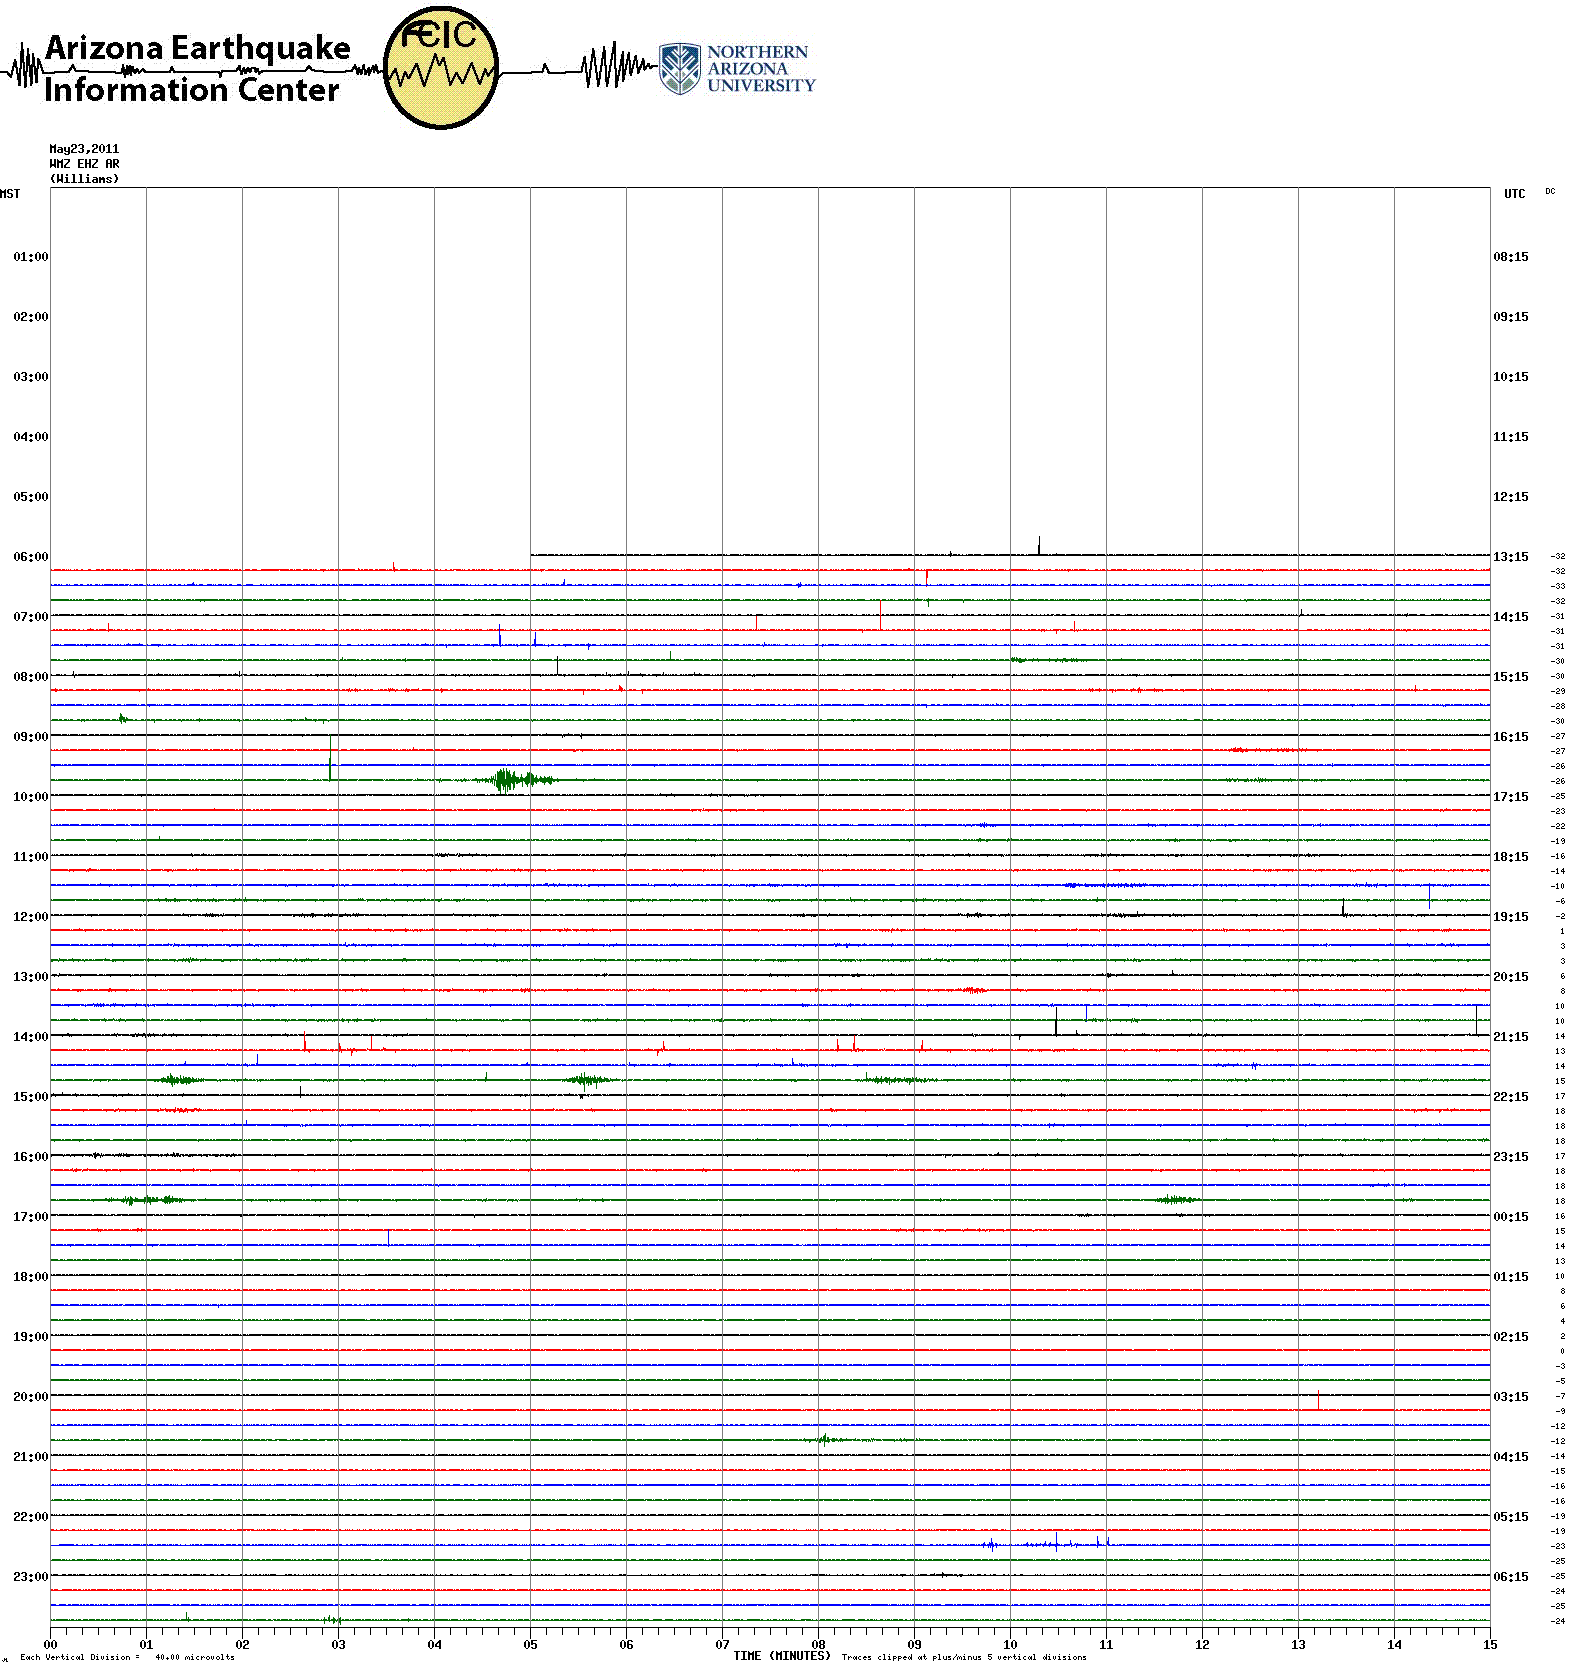 Arizona Earthquake
Information Center
AEIC
NORTHERN
ARIZONA
UNIVERSITY
May23,2011
WMZ EHZ AR
(Williams)
MST UTC DC
01:00 08:15
02:00 09:15
03:00 10:15
04:00 11:15
05:00 12:15
06:00 13:15 -32
-32
-33
-32
07:00 14:15 -31
-31
-31
-30
08:00 15:15 -30
-29
-28
-30
09:00 16:15 -27
-27
-26
-26
10:00 17:15 -25
-23
-22
-19
11:00 18:15 -16
-14
-10
-6
12:00 19:15 -2
1
3
3
13:00 20:15 6
8
10
10
14:00 21:15 14
13
14
15
15:00 22:15 17
18
18
18
16:00 23:15 17
18
18
18
17:00 00:15 16
15
14
13
18:00 01:15 10
8
6
4
19:00 02:15 2
0
-3
-5
20:00 03:15 -7
-9
-12
-12
21:00 04:15 -14
-15
-16
-16
22:00 05:15 -19
-19
-23
-25
23:00 06:15 -25
-24
-25
-24
00 01 02 03 04 05 06 07 08 09 10 11 12 13 14 15
TIME (MINUTES)
Each Vertical Division = 40.00 microvolts Traces clipped at plus/minus 5 vertical divisions